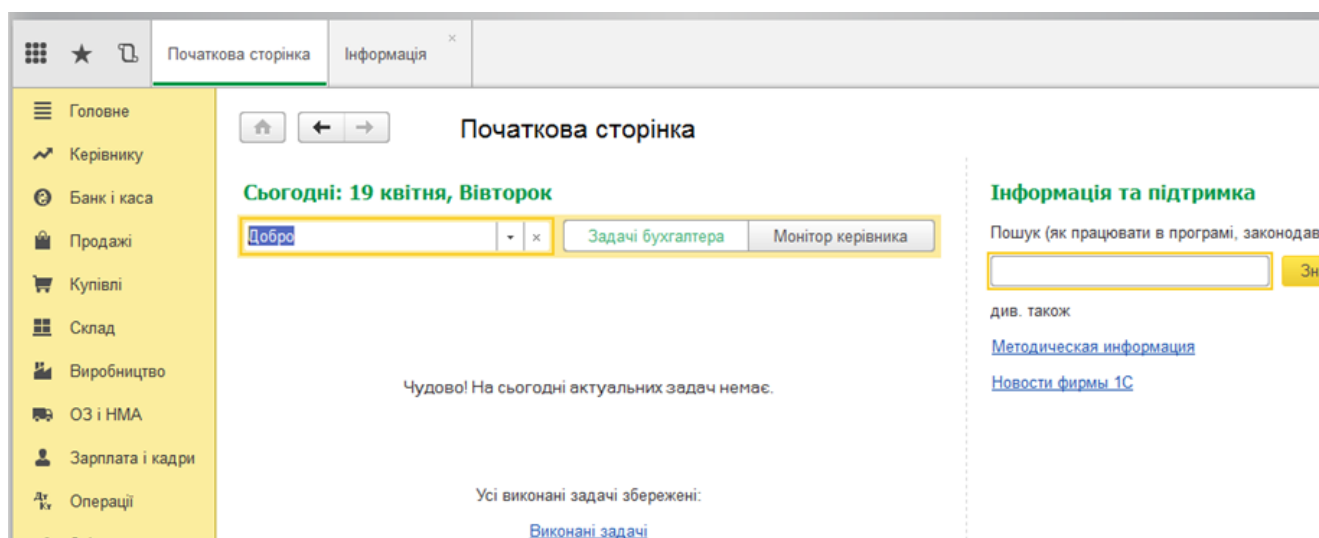 Початкова сторінка
Інформація
Головне
Керівнику
Банк і каса
Продажі
Купівлі
Склад
Виробництво
ОЗ і НМА
Зарплата і кадри
Операції
Початкова сторінка
Сьогодні: 19 квітня, Вівторок
Добро
Задачі бухгалтера
Монітор керівника
Чудово! На сьогодні актуальних задач немає.
Усі виконані задачі збережені:
Виконані задачі
Інформація та підтримка
Пошук (як працювати в програмі, законодав
Зн
див. також
Методическая информация
Новости фирмы 1С